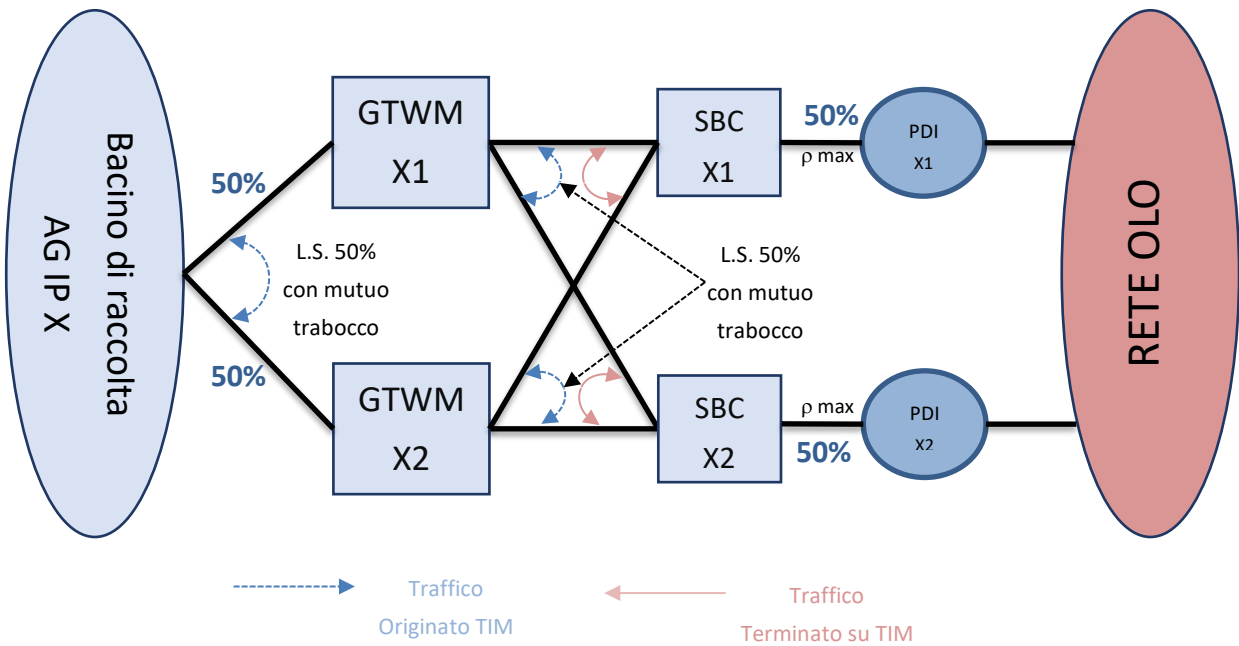 Bacino di raccolta
AG IP X
50%
50%
L.S. 50%
con mutuo
trabocco
GTWM
X1
GTWM
X2
L.S. 50%
con mutuo
trabocco
SBC
X1
SBC
X2
50%
ρ max
ρ max
50%
PDI
X1
PDI
X2
RETE OLO
Traffico
Originato TIM
Traffico
Terminato su TIM